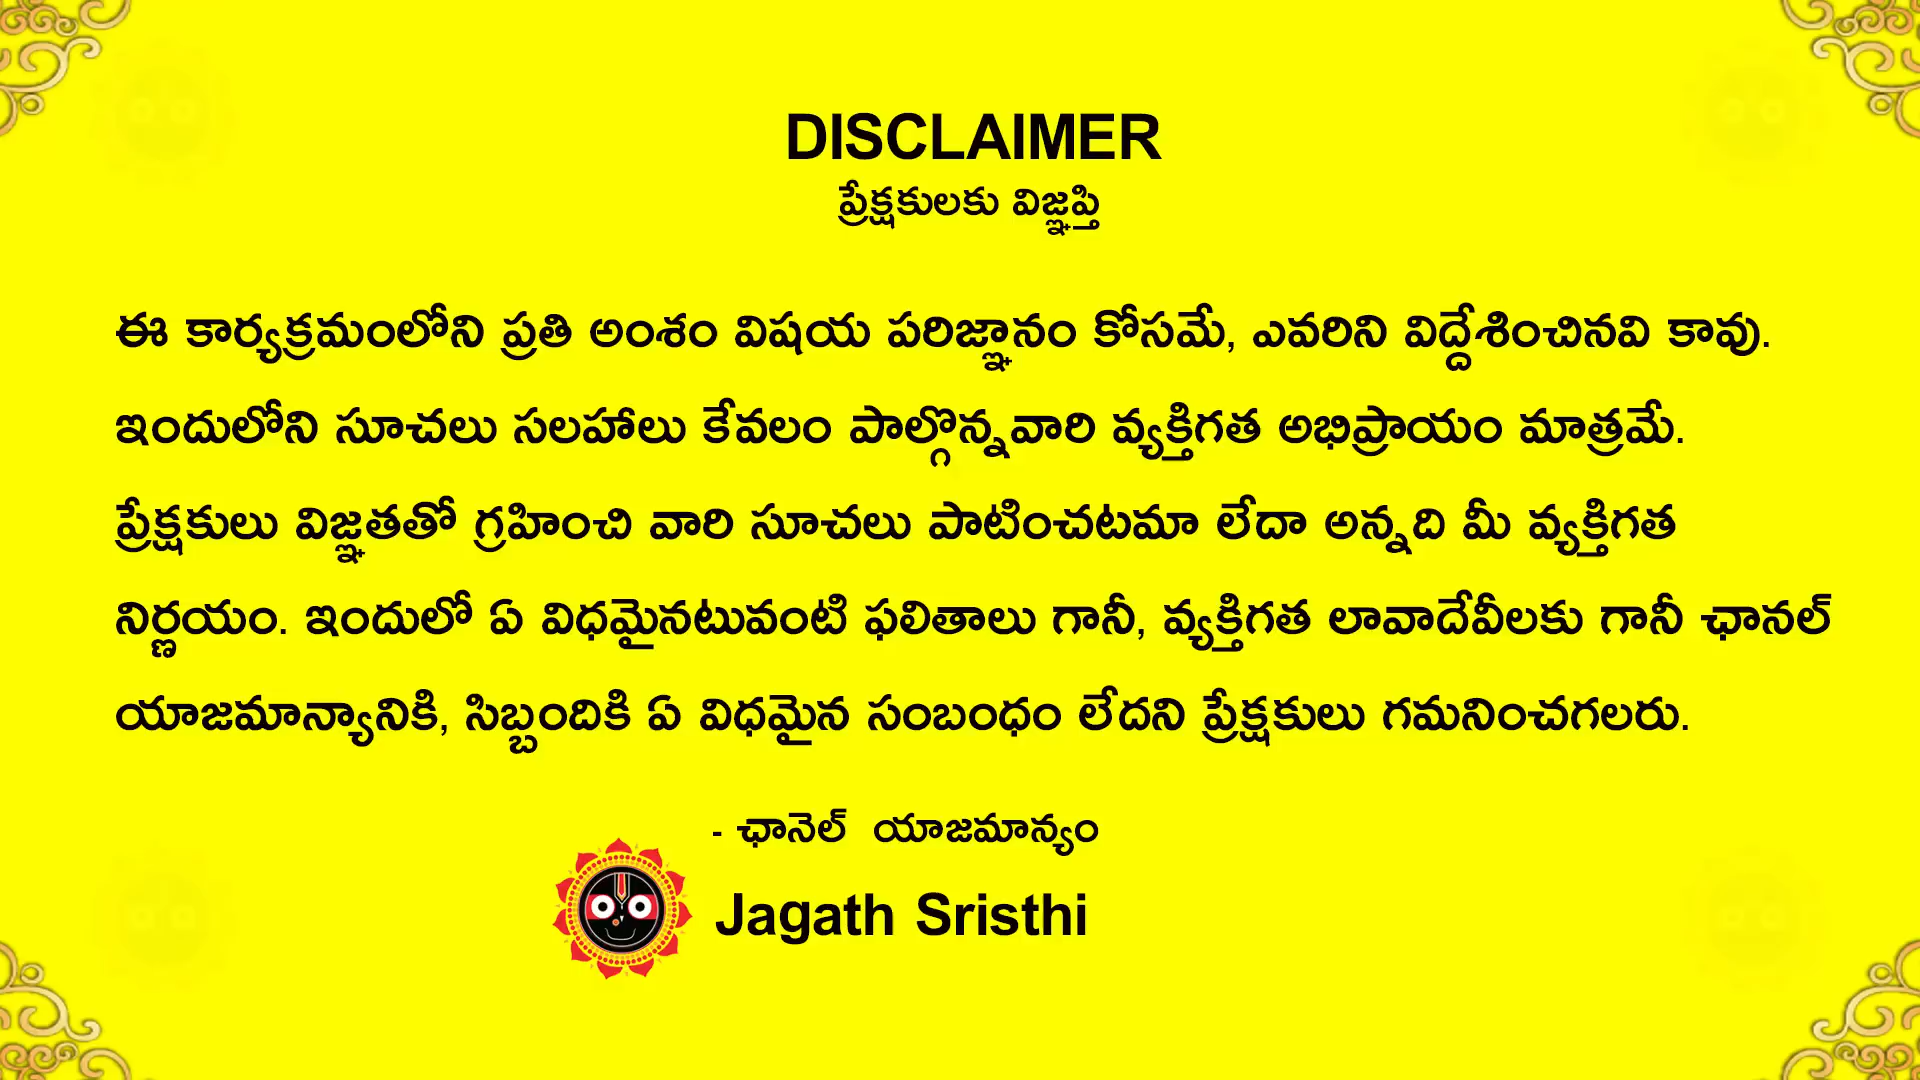 DISCLAIMER
ప్రేక్షకులకు విజ్ఞప్తి
ఈ కార్యక్రమంలోని ప్రతి అంశం విషయ పరిజ్ఞానం కోసమే, ఎవరిని విద్దేశించినవి కావు.
ఇందులోని సూచలు సలహాలు కేవలం పాల్గొన్నవారి వ్యక్తిగత అభిప్రాయం మాత్రమే.
ప్రేక్షకులు విజ్ఞతతో గ్రహించి వారి సూచలు పాటించటమా లేదా అన్నది మీ వ్యక్తిగత
నిర్ణయం. ఇందులో ఏ విధమైనటువంటి ఫలితాలు గానీ, వ్యక్తిగత లావాదేవీలకు గానీ ఛానల్
యాజమాన్యానికి, సిబ్బందికి ఏ విధమైన సంబంధం లేదని ప్రేక్షకులు గమనించగలరు.
- ఛానెల్ యాజమాన్యం
Jagath Sristhi